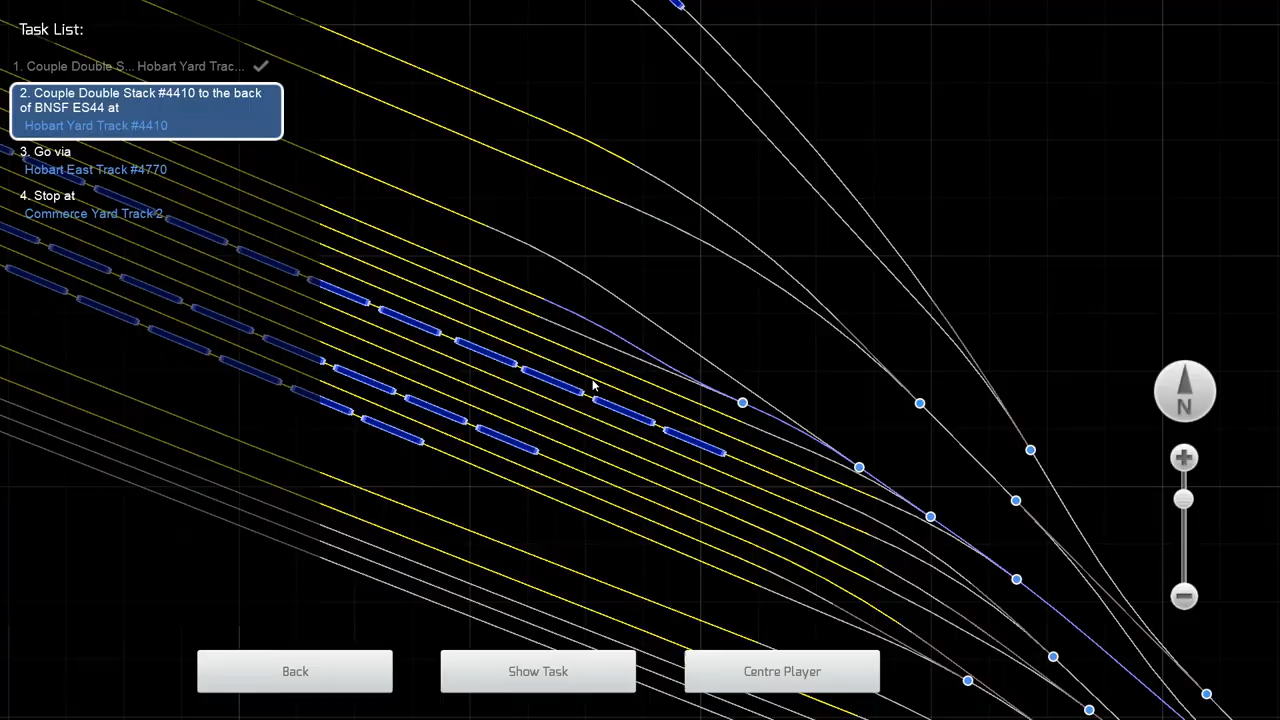 Task List:
1. Couple Double S... Hobart Yard Trac...
2. Couple Double Stack #4410 to the back
of BNSF ES44 at
Hobart Yard Track #4410
3. Go via
Hobart East Track #4770
4. Stop at
Commerce Yard Track 2
N
Back
Show Task
Centre Player